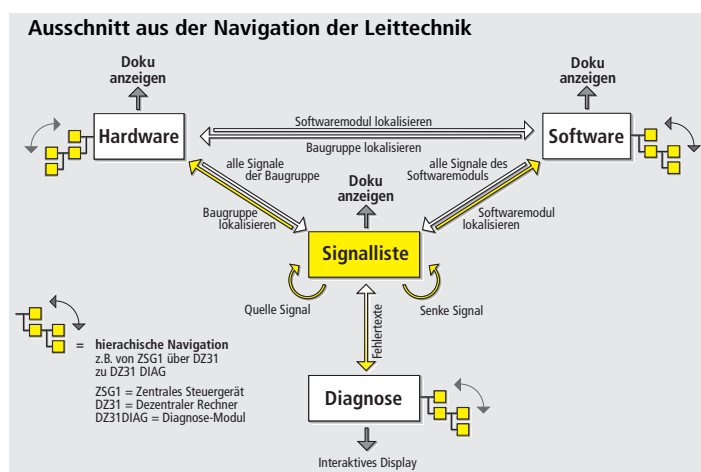 Ausschnitt aus der Navigation der Leittechnik
Doku
anzeigen
Doku
anzeigen
Hardware
Softwaremodul lokalisieren
Baugruppe lokalisieren
Software
alle Signale
der Baugruppe
alle Signale des
Softwaremoduls
Doku
anzeigen
Baugruppe
lokalisieren
Softwaremodul
lokalisieren
Signalliste
Quelle Signal
Senke Signal
Fehlertexte
= hierachische Navigation
z.B. von ZSG1 über DZ31
zu DZ31 DIAG
ZSG1 = Zentrales Steuergerät
DZ31 = Dezentraler Rechner
DZ31DIAG = Diagnose-Modul
Diagnose
Interaktives Display